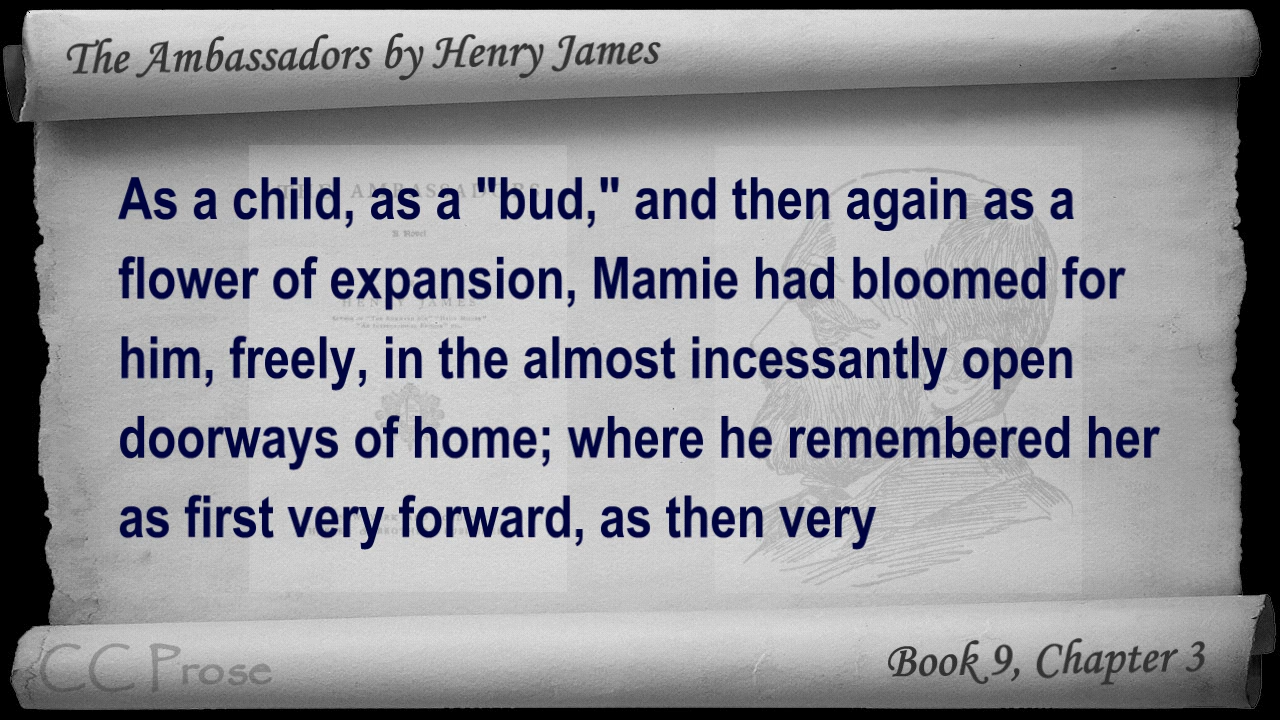 The Ambassadors by Henry James
As a child, as a "bud," and then again as a
flower of expansion, Mamie had bloomed for
him, freely, in the almost incessantly open
doorways of home; where he remembered her
as first very forward, as then very
CC Prose
Book 9, Chapter 3